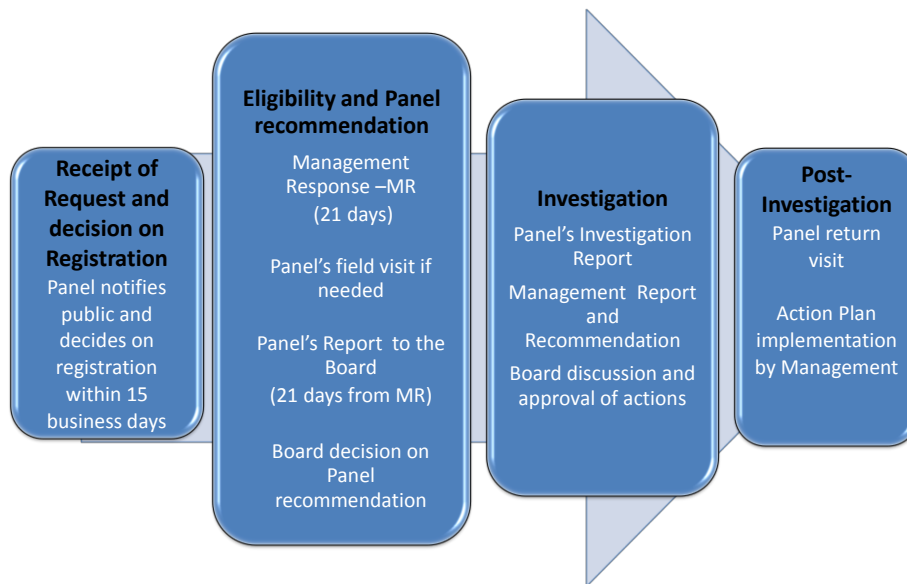 Receipt of
Request and
decision on
Registration
Panel notifies
public and
decides on
registration
within 15
business days
Eligibility and Panel
recommendation
Management
Response –MR
(21 days)
Panel's field visit if
needed
Panel's Report to the
Board
(21 days from MR)
Board decision on
Panel
recommendation
Investigation
Panel's Investigation
Report
Management Report
and
Recommendation
Board discussion and
approval of actions
Post-
Investigation
Panel return
visit
Action Plan
implementation
by Management